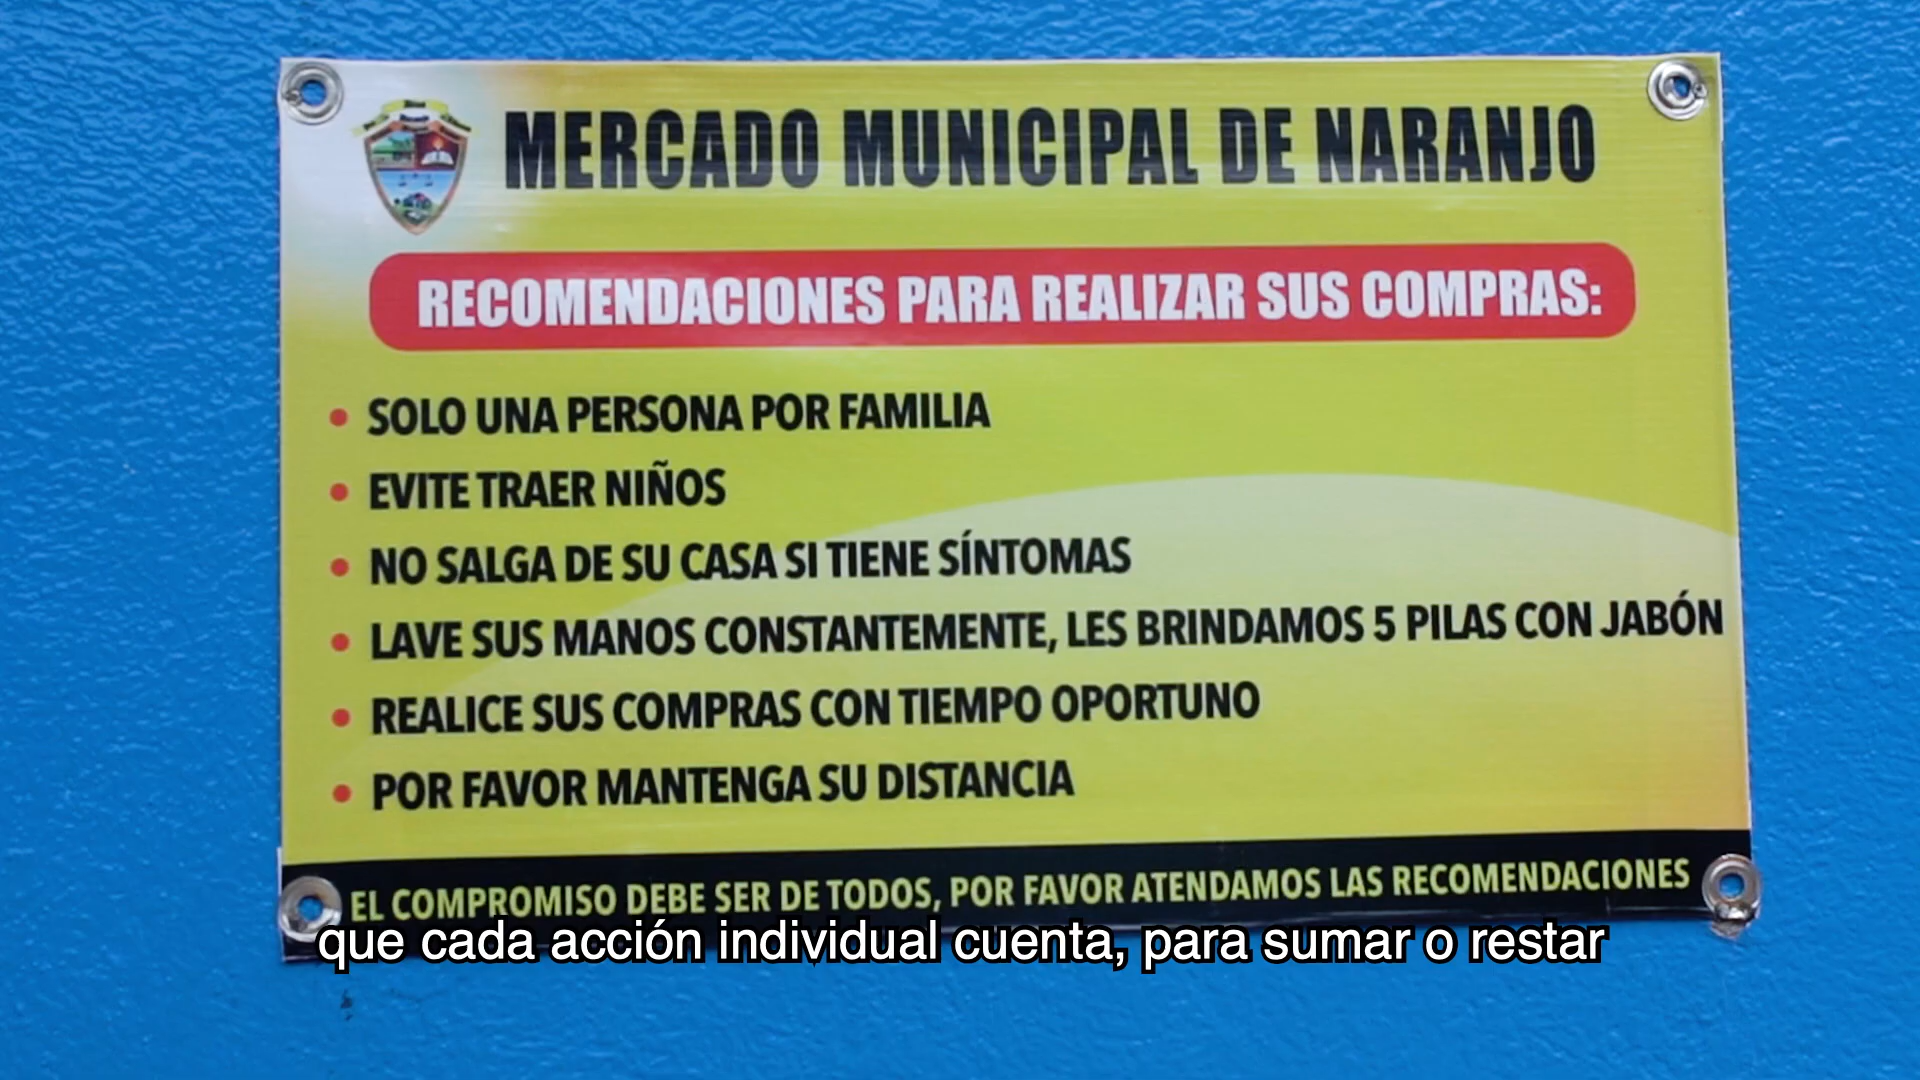 MERCADO MUNICIPAL DE NARANJO
RECOMENDACIONES PARA REALIZAR SUS COMPRAS:
• SOLO UNA PERSONA POR FAMILIA
• EVITE TRAER NIÑOS
• NO SALGA DE SU CASA SI TIENE SÍNTOMAS
• LAVE SUS MANOS CONSTANTEMENTE, LES BRINDAMOS 5 PILAS CON JABÓN
• REALICE SUS COMPRAS CON TIEMPO OPORTUNO
• POR FAVOR MANTENGA SU DISTANCIA
EL COMPROMISO DEBE SER DE TODOS, POR FAVOR ATENDAMOS LAS RECOMENDACIONES
que cada acción individual cuenta, para sumar o restar